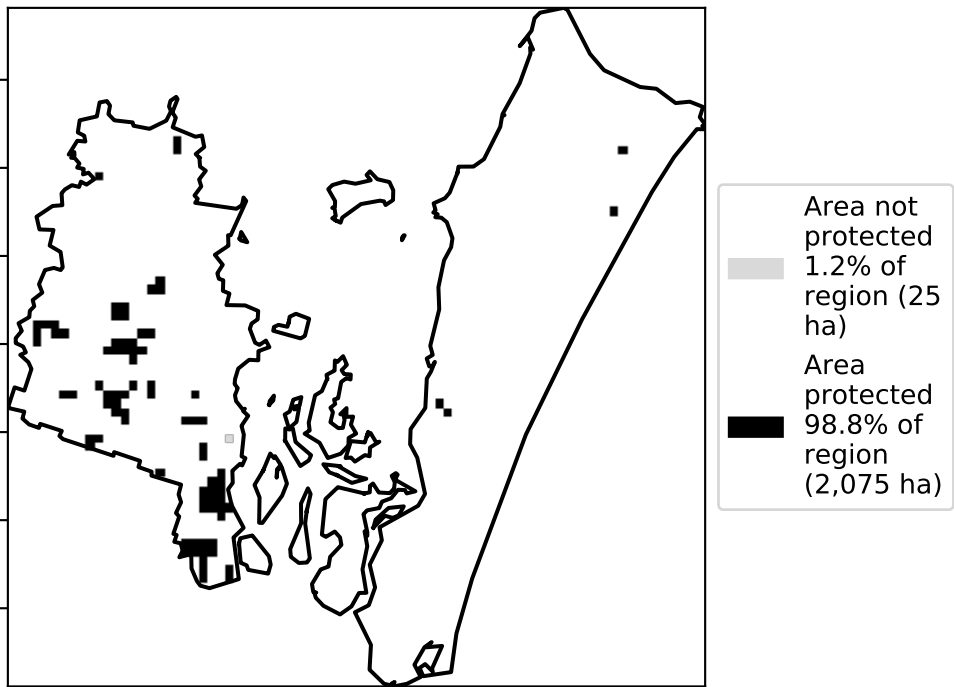 Area not
protected
1.2% of
region (25
ha)
Area
protected
98.8% of
region
(2,075 ha)